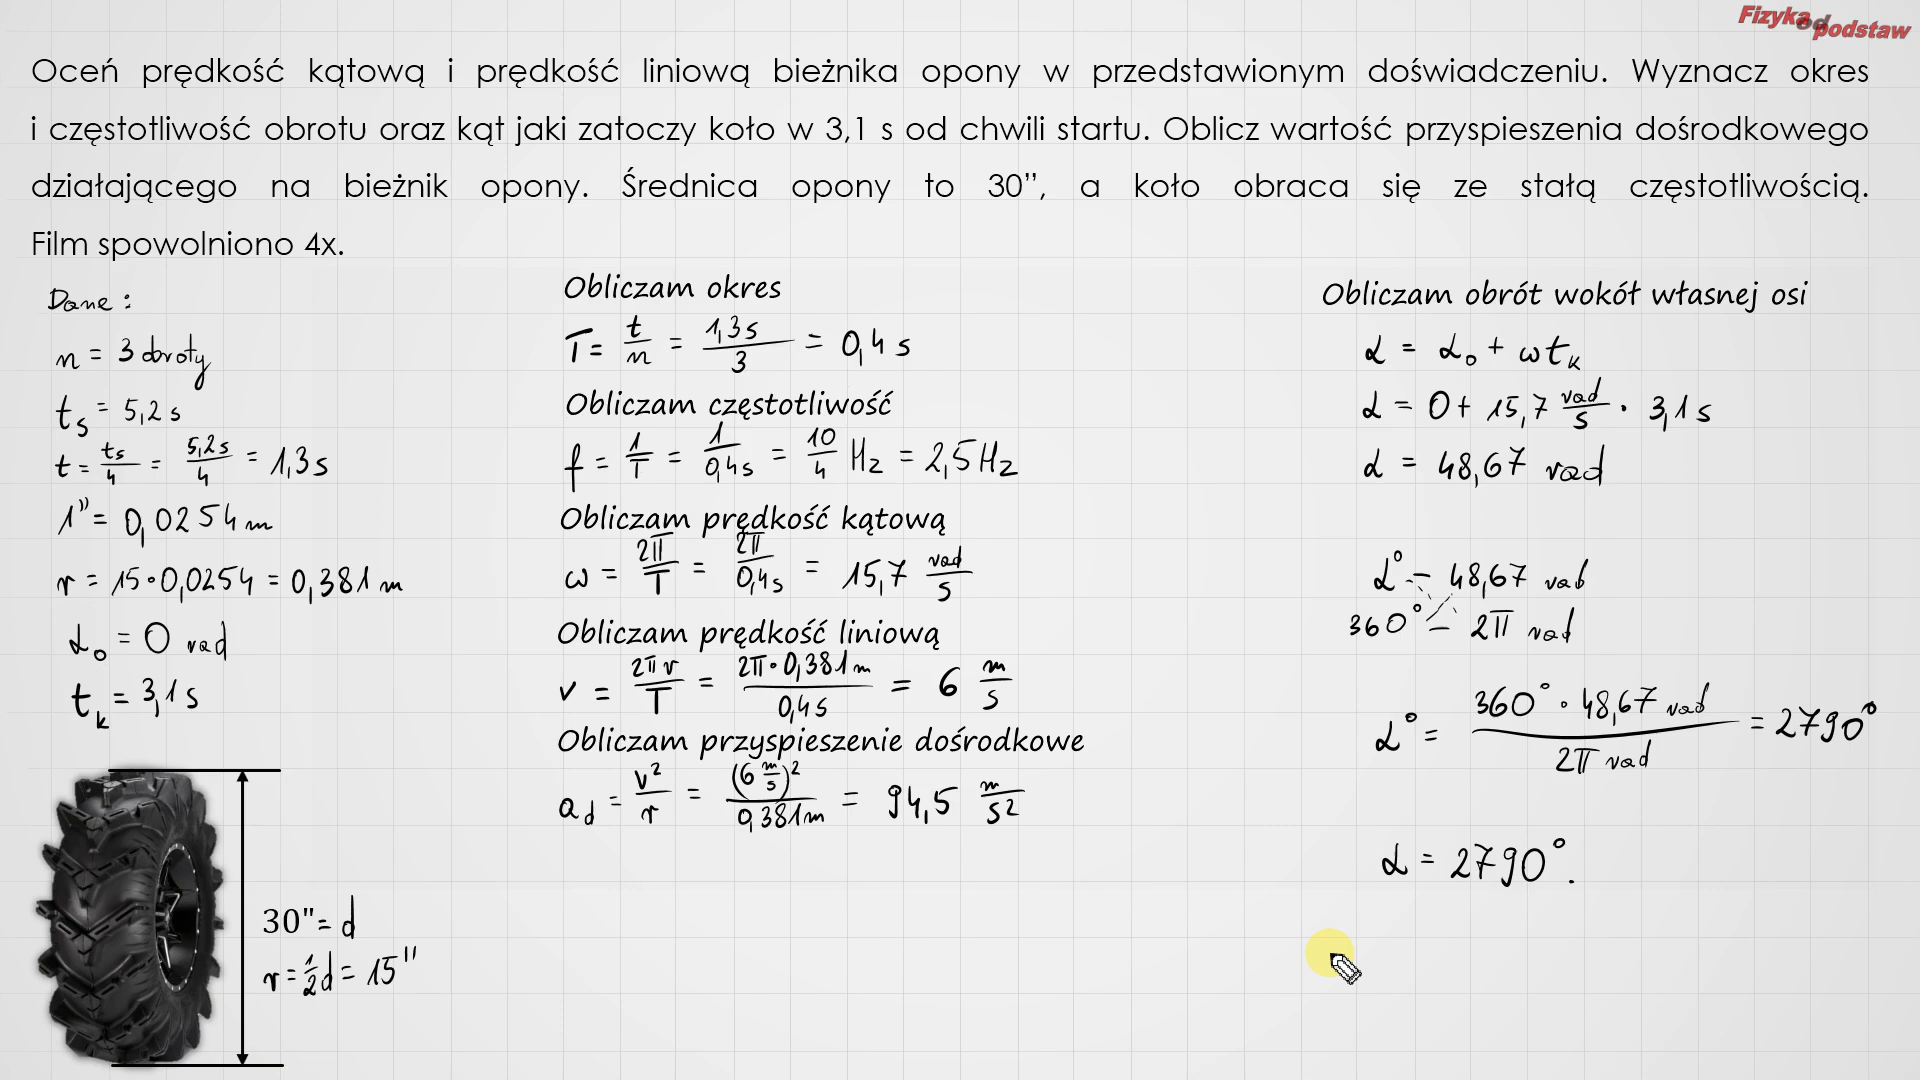 Fizyka od podstaw
Oceń prędkość kątową i prędkość liniową bieżnika opony w przedstawionym doświadczeniu. Wyznacz okres
i częstotliwość obrotu oraz kąt jaki zatoczy koło w 3,1 s od chwili startu. Oblicz wartość przyspieszenia dośrodkowego
działającego na bieżnik opony. Średnica opony to 30”, a koło obraca się ze stałą częstotliwością.
Film spowolniono 4x.
Dane :
n = 3 obroty
t_s = 5,2 s
t = t_s/4 = 5,2s/4 = 1,3 s
1" = 0,0254 m
r = 15 · 0,0254 = 0,381 m
α₀ = 0 rad
t_k = 3,1 s
30" = d
r = 1/2 d = 15"
Obliczam okres
T = t/n = 1,3s/3 = 0,4 s
Obliczam częstotliwość
f = 1/T = 1/0,4s = 10/4 Hz = 2,5 Hz
Obliczam prędkość kątową
ω = 2π/T = 2π/0,4s = 15,7 rad/s
Obliczam prędkość liniową
v = 2πr/T = 2π · 0,381m/0,4s = 6 m/s
Obliczam przyspieszenie dośrodkowe
a_d = v²/r = (6 m/s)²/0,381m = 94,5 m/s²
Obliczam obrót wokół własnej osi
α = α₀ + ωt_k
α = 0 + 15,7 rad/s · 3,1 s
α = 48,67 rad
α° – 48,67 rad
360° – 2π rad
α° = 360° · 48,67 rad/2π rad = 2790°
α = 2790°.